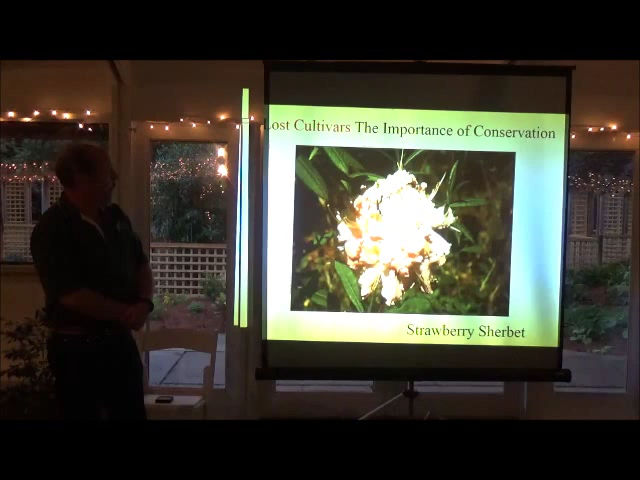 Lost Cultivars The Importance of Conservation
Strawberry Sherbet